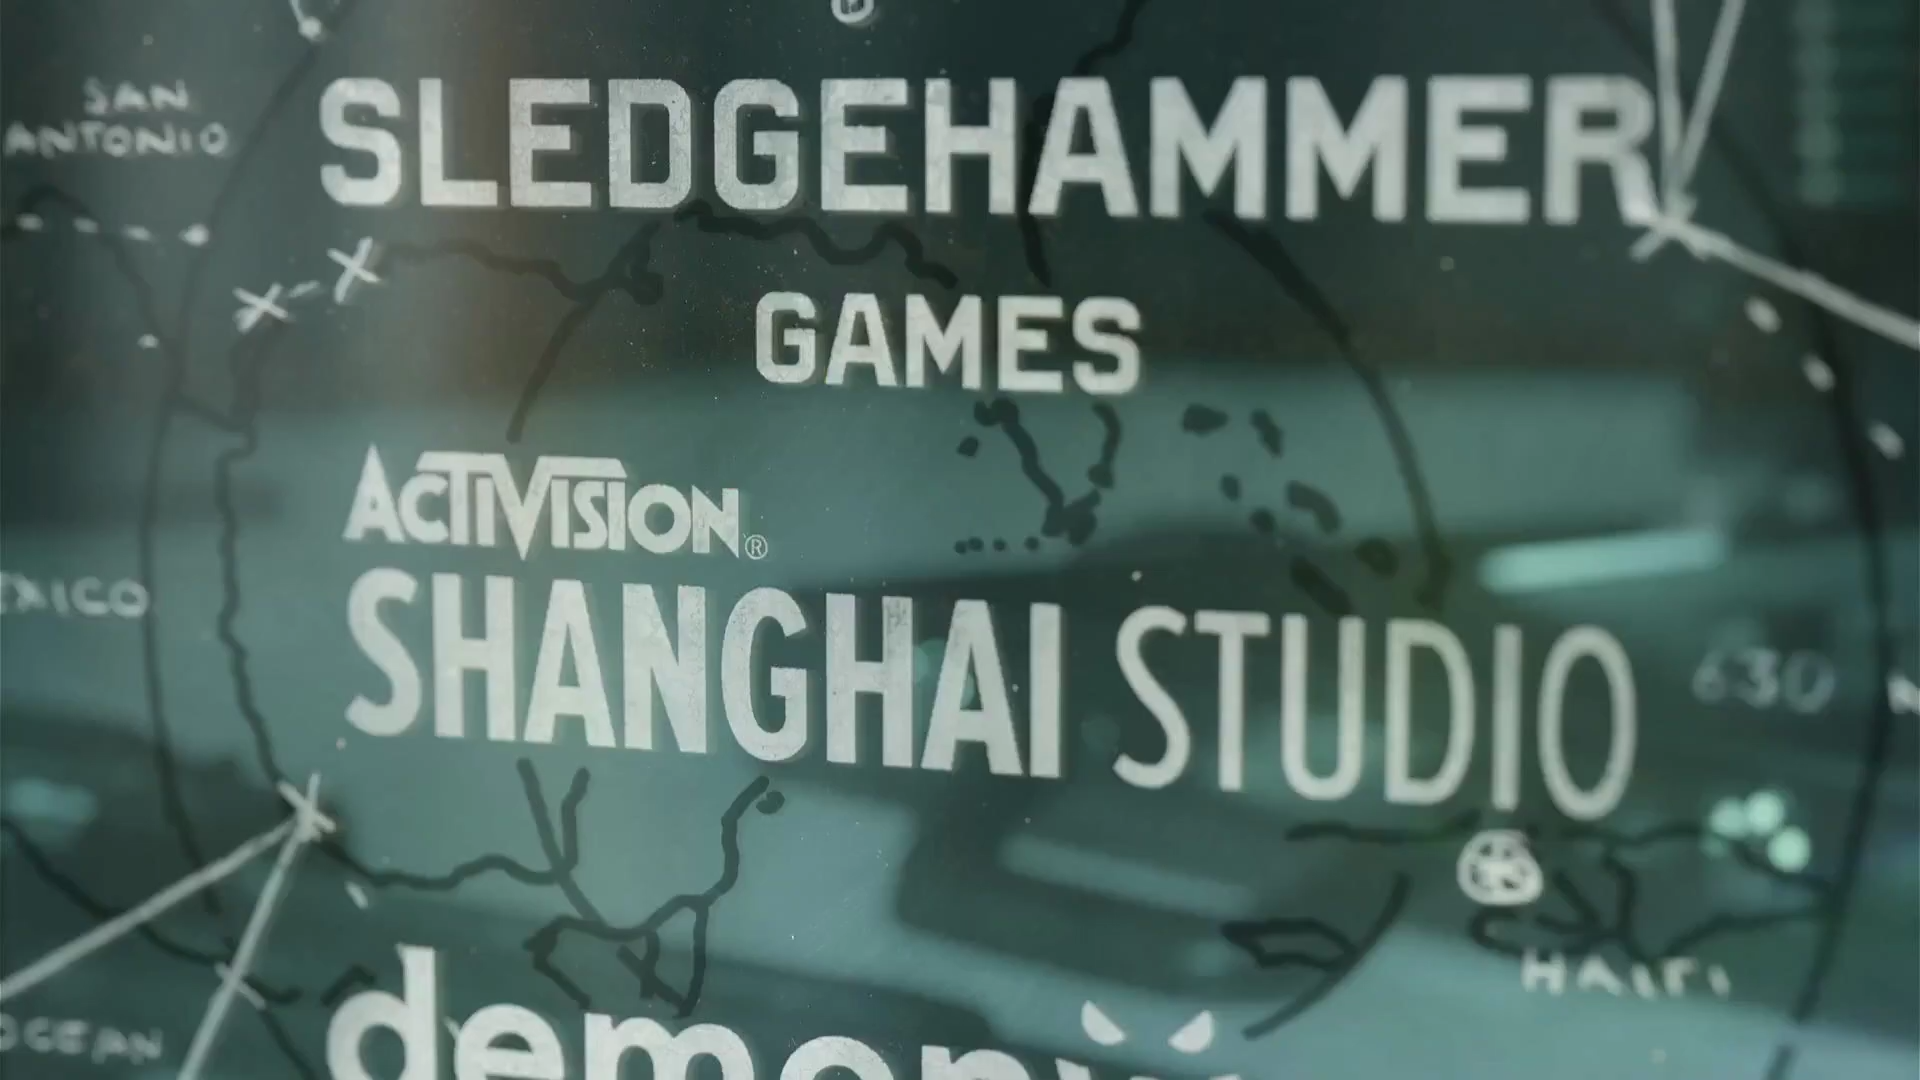 SAN
ANTONIO
SLEDGEHAMMER
GAMES
ACTIVISION®
SHANGHAI STUDIO
630
HAITI
OCEAN